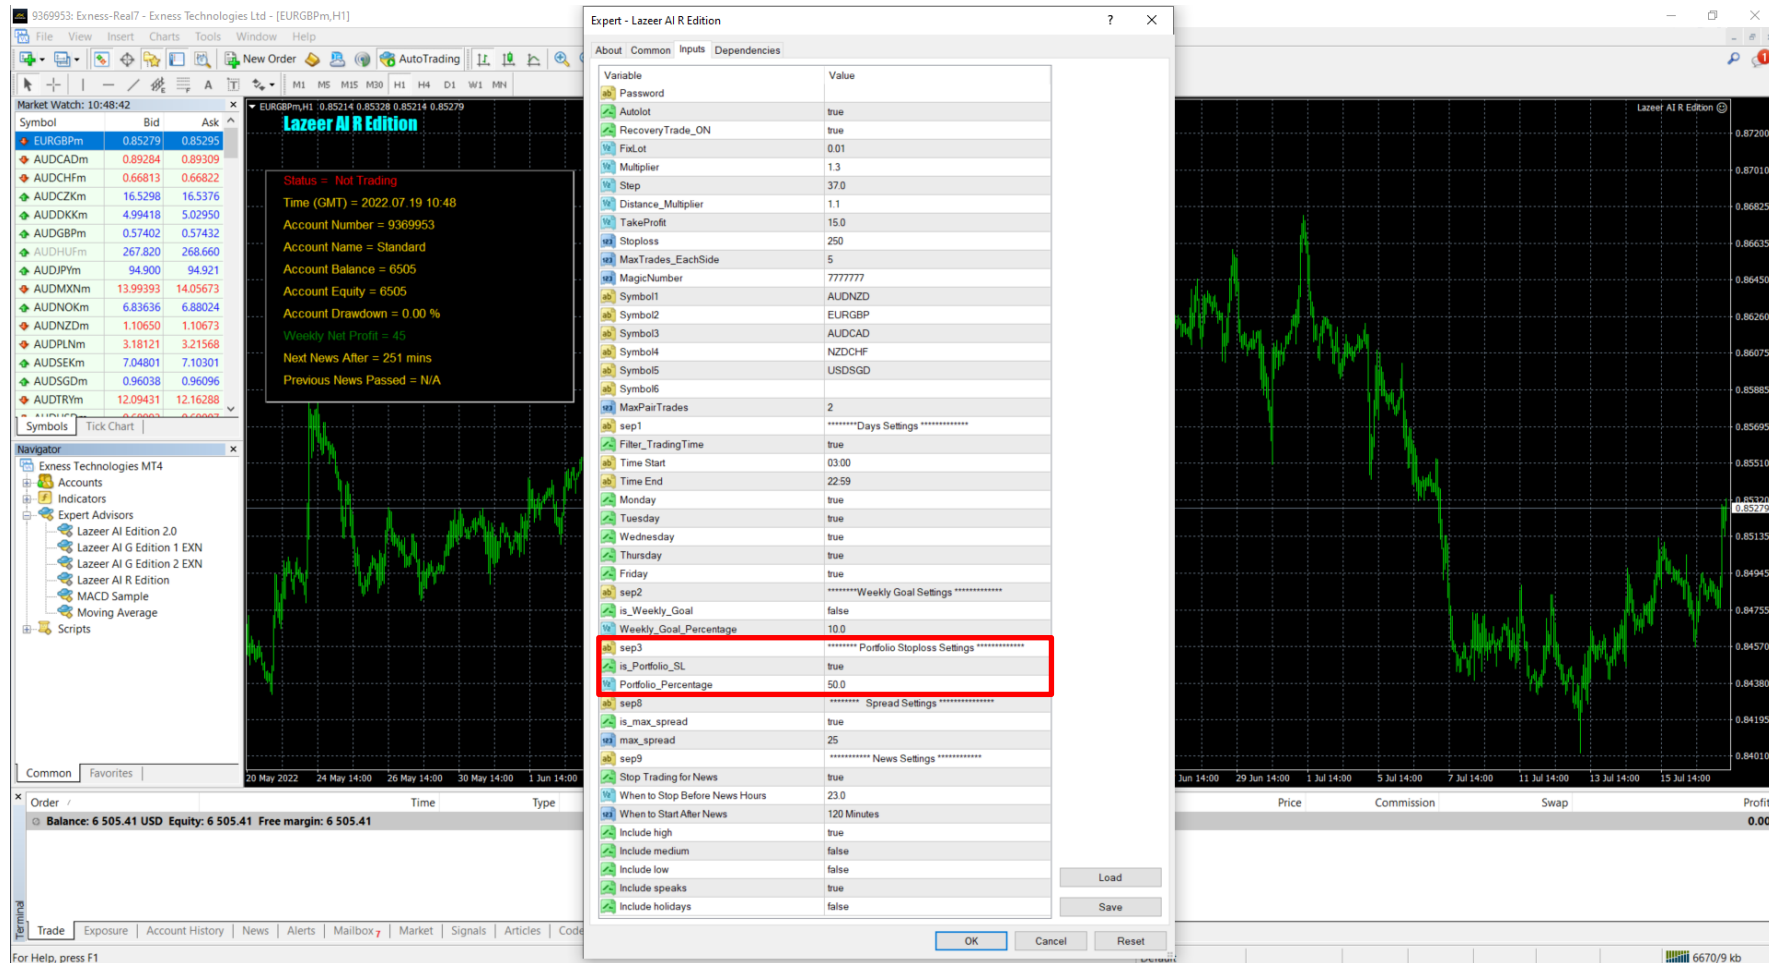 9369953: Exness-Real7 - Exness Technologies Ltd - [EURGBPm,H1]
File View Insert Charts Tools Window Help
New Order AutoTrading
M1 M5 M15 M30 H1 H4 D1 W1 MN
Market Watch: 10:48:42
Symbol Bid Ask
EURGBPm 0.85279 0.85295
AUDCADm 0.89284 0.89309
AUDCHFm 0.66813 0.66822
AUDCZKm 16.5298 16.5376
AUDDKKm 4.99418 5.02950
AUDGBPm 0.57402 0.57432
AUDHUFm 267.820 268.660
AUDJPYm 94.900 94.921
AUDMXNm 13.99393 14.05673
AUDNOKm 6.83636 6.88024
AUDNZDm 1.10650 1.10673
AUDPLNm 3.18121 3.21568
AUDSEKm 7.04801 7.10301
AUDSGDm 0.96038 0.96096
AUDTRYm 12.09431 12.16288
Symbols Tick Chart
Navigator
Exness Technologies MT4
Accounts
Indicators
Expert Advisors
Lazeer AI Edition 2.0
Lazeer AI G Edition 1 EXN
Lazeer AI G Edition 2 EXN
Lazeer AI R Edition
MACD Sample
Moving Average
Scripts
Common Favorites
EURGBPm,H1 0.85214 0.85328 0.85214 0.85279
Lazeer AI R Edition
Status = Not Trading
Time (GMT) = 2022.07.19 10:48
Account Number = 9369953
Account Name = Standard
Account Balance = 6505
Account Equity = 6505
Account Drawdown = 0.00 %
Weekly Net Profit = 45
Next News After = 251 mins
Previous News Passed = N/A
20 May 2022 24 May 14:00 26 May 14:00 30 May 14:00 1 Jun 14:00
Expert - Lazeer AI R Edition
? 
About Common Inputs Dependencies
Variable Value
Password
Autolot true
RecoveryTrade_ON true
FixLot 0.01
Multiplier 1.3
Step 37.0
Distance_Multiplier 1.1
TakeProfit 15.0
Stoploss 250
MaxTrades_EachSide 5
MagicNumber 7777777
Symbol1 AUDNZD
Symbol2 EURGBP
Symbol3 AUDCAD
Symbol4 NZDCHF
Symbol5 USDSGD
Symbol6
MaxPairTrades 2
sep1 ********Days Settings *************
Filter_TradingTime true
Time Start 03:00
Time End 22:59
Monday true
Tuesday true
Wednesday true
Thursday true
Friday true
sep2 ********Weekly Goal Settings *************
is_Weekly_Goal false
Weekly_Goal_Percentage 10.0
sep3 ******** Portfolio Stoploss Settings *************
is_Portfolio_SL true
Portfolio_Percentage 50.0
sep8 ******** Spread Settings ***************
is_max_spread true
max_spread 25
sep9 *********** News Settings ************
Stop Trading for News true
When to Stop Before News Hours 23.0
When to Start After News 120 Minutes
Include high true
Include medium false
Include low false
Include speaks true
Include holidays false
Load
Save
OK Cancel Reset
Lazeer AI R Edition
0.87200
0.87010
0.86825
0.86635
0.86450
0.86260
0.86075
0.85885
0.85695
0.85510
0.85320
0.85279
0.85135
0.84945
0.84755
0.84570
0.84380
0.84195
0.84010
Jun 14:00 29 Jun 14:00 1 Jul 14:00 5 Jul 14:00 7 Jul 14:00 11 Jul 14:00 13 Jul 14:00 15 Jul 14:00
Order / Time Type Price Commission Swap Profit
Balance: 6 505.41 USD Equity: 6 505.41 Free margin: 6 505.41 0.00
Terminal
Trade Exposure Account History News Alerts Mailbox 7 Market Signals Articles Code
For Help, press F1 Default 6670/9 kb